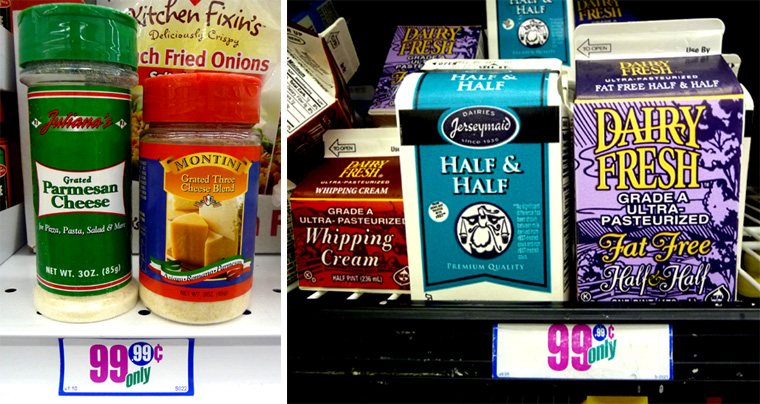 Kitchen Fixin's
Deliciously Crispy
ch Fried Onions
Juliana's
Grated
Parmesan
Cheese
for Pizza, Pasta, Salad & More
NET WT. 3OZ. (85g)
MONTINI
Grated Three
Cheese Blend
99 .99¢
only
HALF
DAIRY
FRESH
DAIRY
FRESH
ULTRA-PASTEURIZED
WHIPPING CREAM
GRADE A
ULTRA-PASTEURIZED
Whipping
Cream
HALF PINT (236 mL)
HALF &
HALF
DAIRIES
Jerseymaid
HALF &
HALF
PREMIUM QUALITY
TO OPEN
Use By
DAIRY
FRESH
ULTRA-PASTEURIZED
FAT FREE HALF & HALF
DAIRY
FRESH
GRADE A
ULTRA-
PASTEURIZED
Fat Free
Half & Half
99 .99¢
only